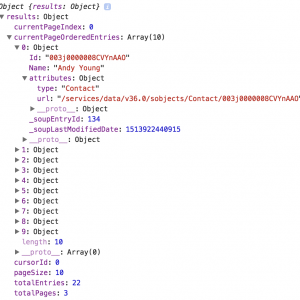 Object {results: Object}
results: Object
currentPageIndex: 0
currentPageOrderedEntries: Array(10)
0: Object
Id: "003j0000008CVYnAAO"
Name: "Andy Young"
attributes: Object
type: "Contact"
url: "/services/data/v36.0/sobjects/Contact/003j0000008CVYnAAO"
__proto__: Object
_soupEntryId: 134
_soupLastModifiedDate: 1513922440915
__proto__: Object
1: Object
2: Object
3: Object
4: Object
5: Object
6: Object
7: Object
8: Object
9: Object
length: 10
__proto__: Array(0)
cursorId: 0
pageSize: 10
totalEntries: 22
totalPages: 3